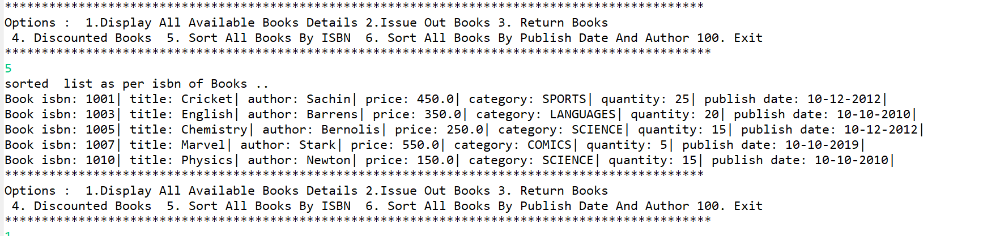 ***********************************************************************************************
Options :  1.Display All Available Books Details 2.Issue Out Books 3. Return Books
 4. Discounted Books  5. Sort All Books By ISBN  6. Sort All Books By Publish Date And Author 100. Exit
************************************************************************************************
5
sorted  list as per isbn of Books ..
Book isbn: 1001| title: Cricket| author: Sachin| price: 450.0| category: SPORTS| quantity: 25| publish date: 10-12-2012|
Book isbn: 1003| title: English| author: Barrens| price: 350.0| category: LANGUAGES| quantity: 20| publish date: 10-10-2010|
Book isbn: 1005| title: Chemistry| author: Bernolis| price: 250.0| category: SCIENCE| quantity: 15| publish date: 10-12-2012|
Book isbn: 1007| title: Marvel| author: Stark| price: 550.0| category: COMICS| quantity: 5| publish date: 10-10-2019|
Book isbn: 1010| title: Physics| author: Newton| price: 150.0| category: SCIENCE| quantity: 15| publish date: 10-10-2010|
***********************************************************************************************
Options :  1.Display All Available Books Details 2.Issue Out Books 3. Return Books
 4. Discounted Books  5. Sort All Books By ISBN  6. Sort All Books By Publish Date And Author 100. Exit
************************************************************************************************
1